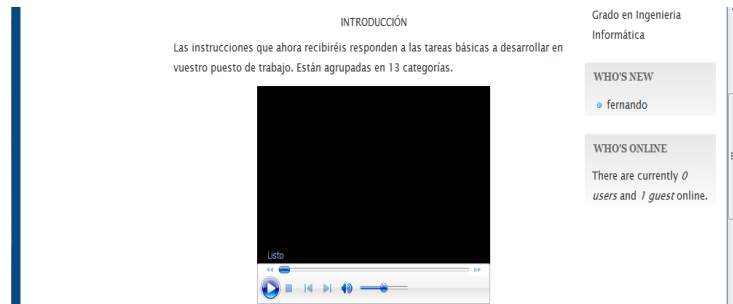 INTRODUCCIÓN
Las instrucciones que ahora recibiréis responden a las tareas básicas a desarrollar en
vuestro puesto de trabajo. Están agrupadas en 13 categorías.
Listo
Grado en Ingenieria
Informática
WHO'S NEW
fernando
WHO'S ONLINE
There are currently 0
users and 1 guest online.